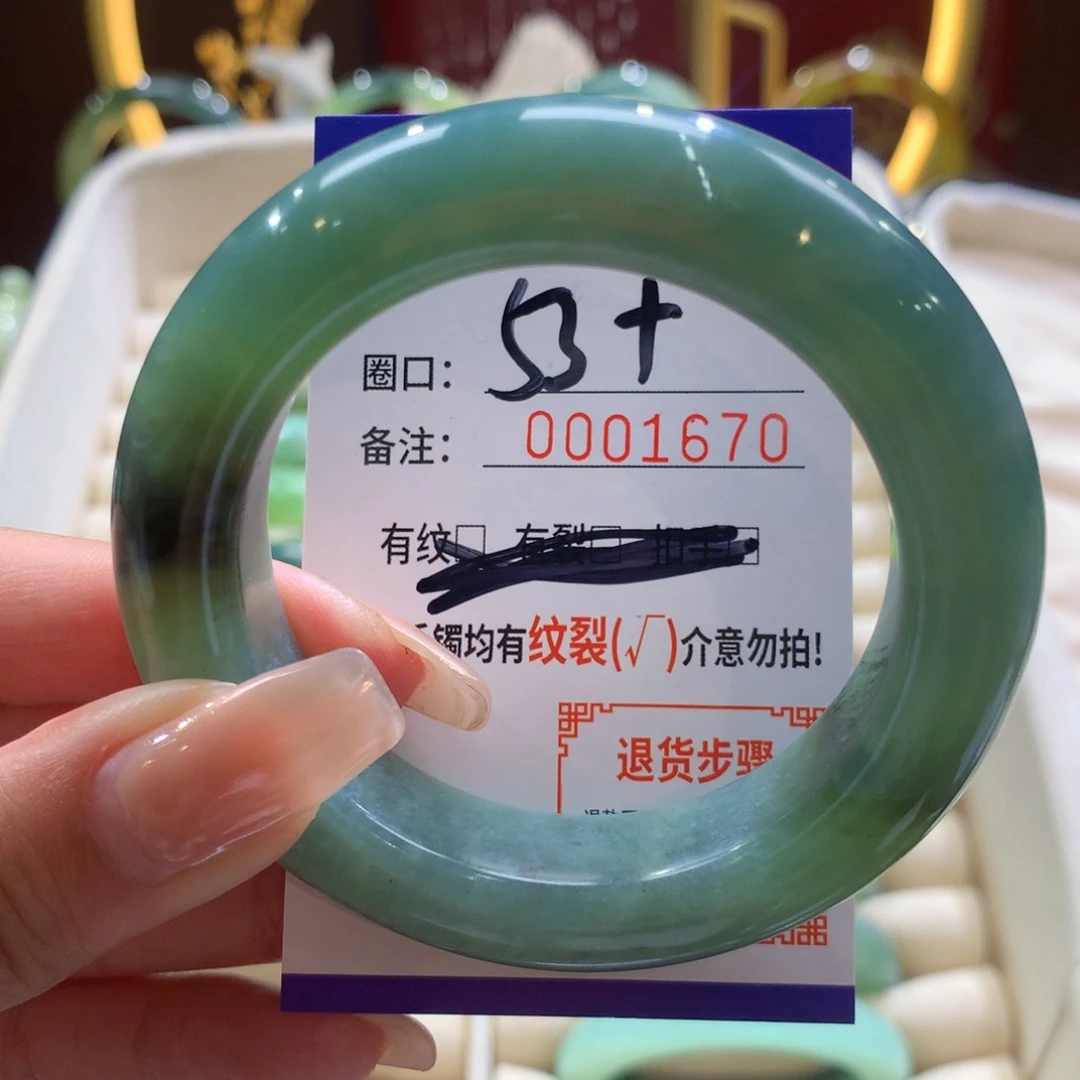 圈口: 53+
备注: 0001670
有纹□ 有裂□
手镯均有纹裂(√)介意勿拍!
退货步骤